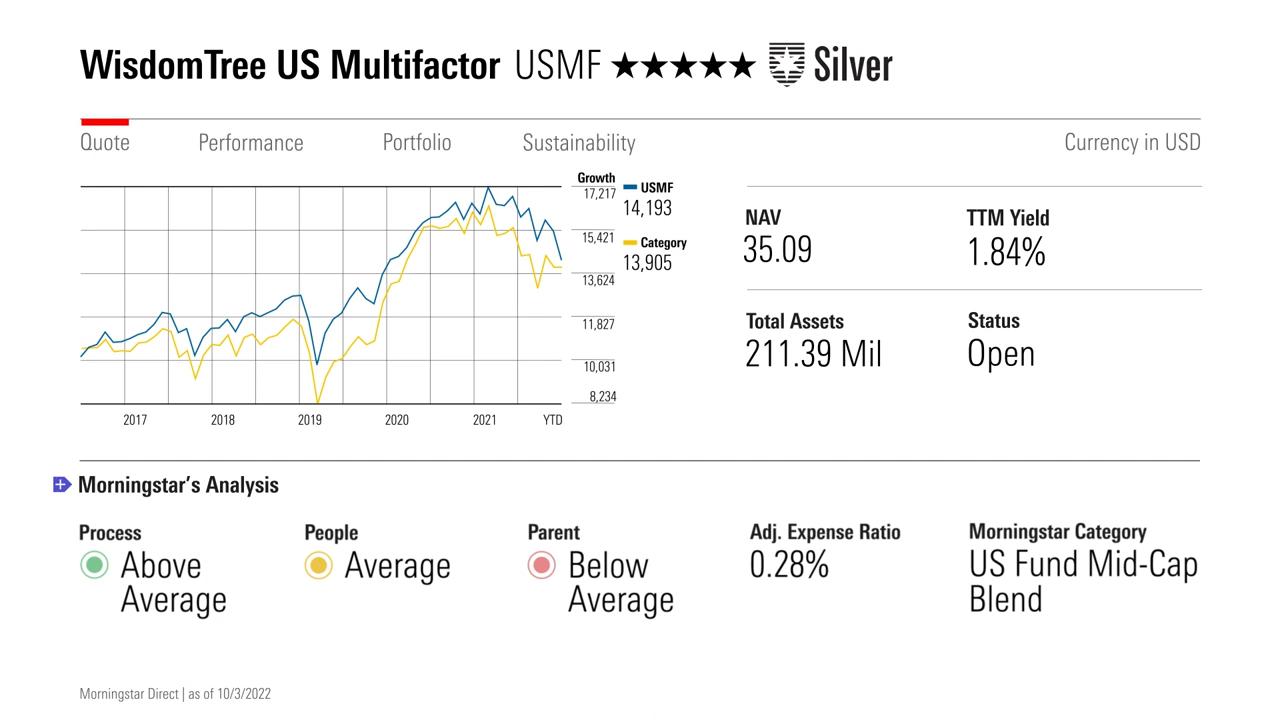 WisdomTree US Multifactor USMF ★★★★★ Silver
Quote Performance Portfolio Sustainability Currency in USD
Growth
17,217
15,421
13,624
11,827
10,031
8,234
USMF
14,193
Category
13,905
2017 2018 2019 2020 2021 YTD
NAV
35.09
TTM Yield
1.84%
Total Assets
211.39 Mil
Status
Open
Morningstar's Analysis
Process
Above
Average
People
Average
Parent
Below
Average
Adj. Expense Ratio
0.28%
Morningstar Category
US Fund Mid-Cap
Blend
Morningstar Direct | as of 10/3/2022